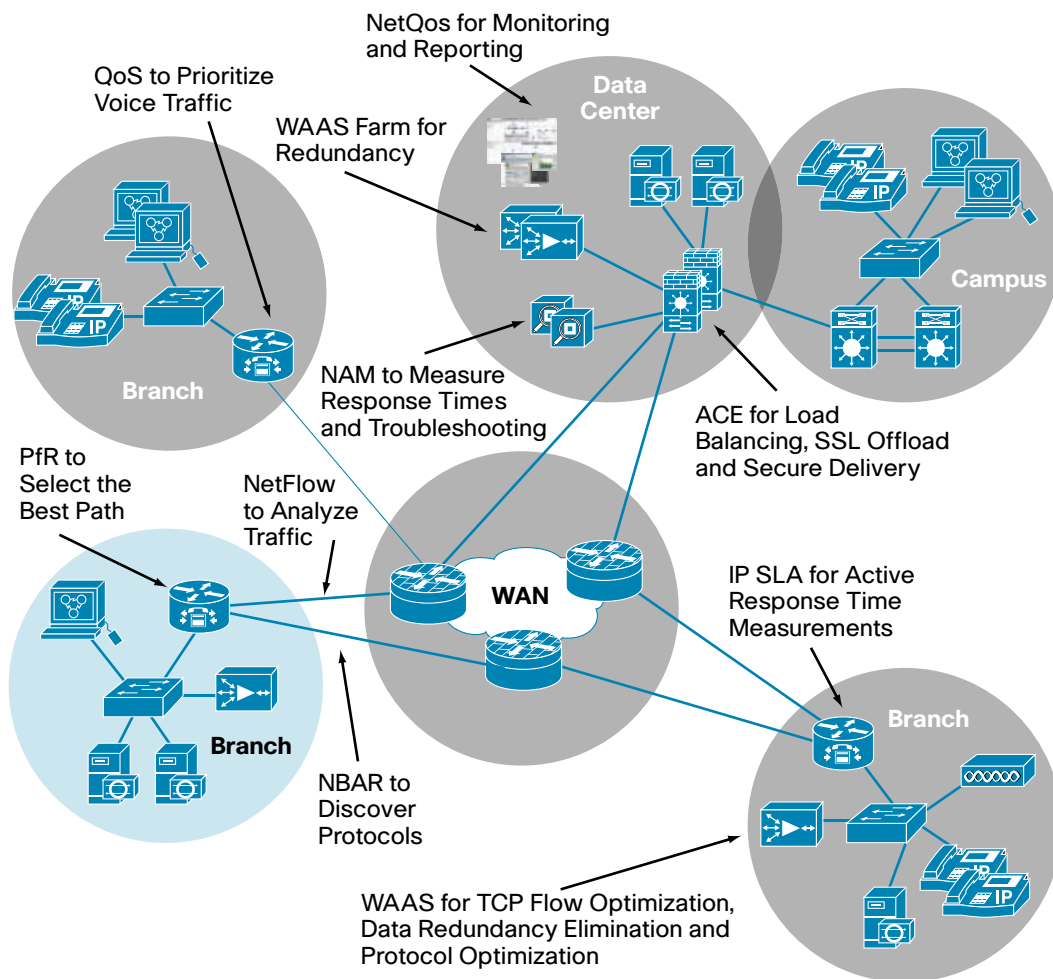 NetQos for Monitoring
and Reporting
QoS to Prioritize
Voice Traffic
Data
Center
WAAS Farm for
Redundancy
IP
IP
Campus
IP
IP
Branch
NAM to Measure
Response Times
and Troubleshooting
ACE for Load
Balancing, SSL Offload
and Secure Delivery
PfR to
Select the
Best Path
NetFlow
to Analyze
Traffic
WAN
IP SLA for Active
Response Time
Measurements
Branch
Branch
NBAR to
Discover
Protocols
IP
IP
WAAS for TCP Flow Optimization,
Data Redundancy Elimination and
Protocol Optimization